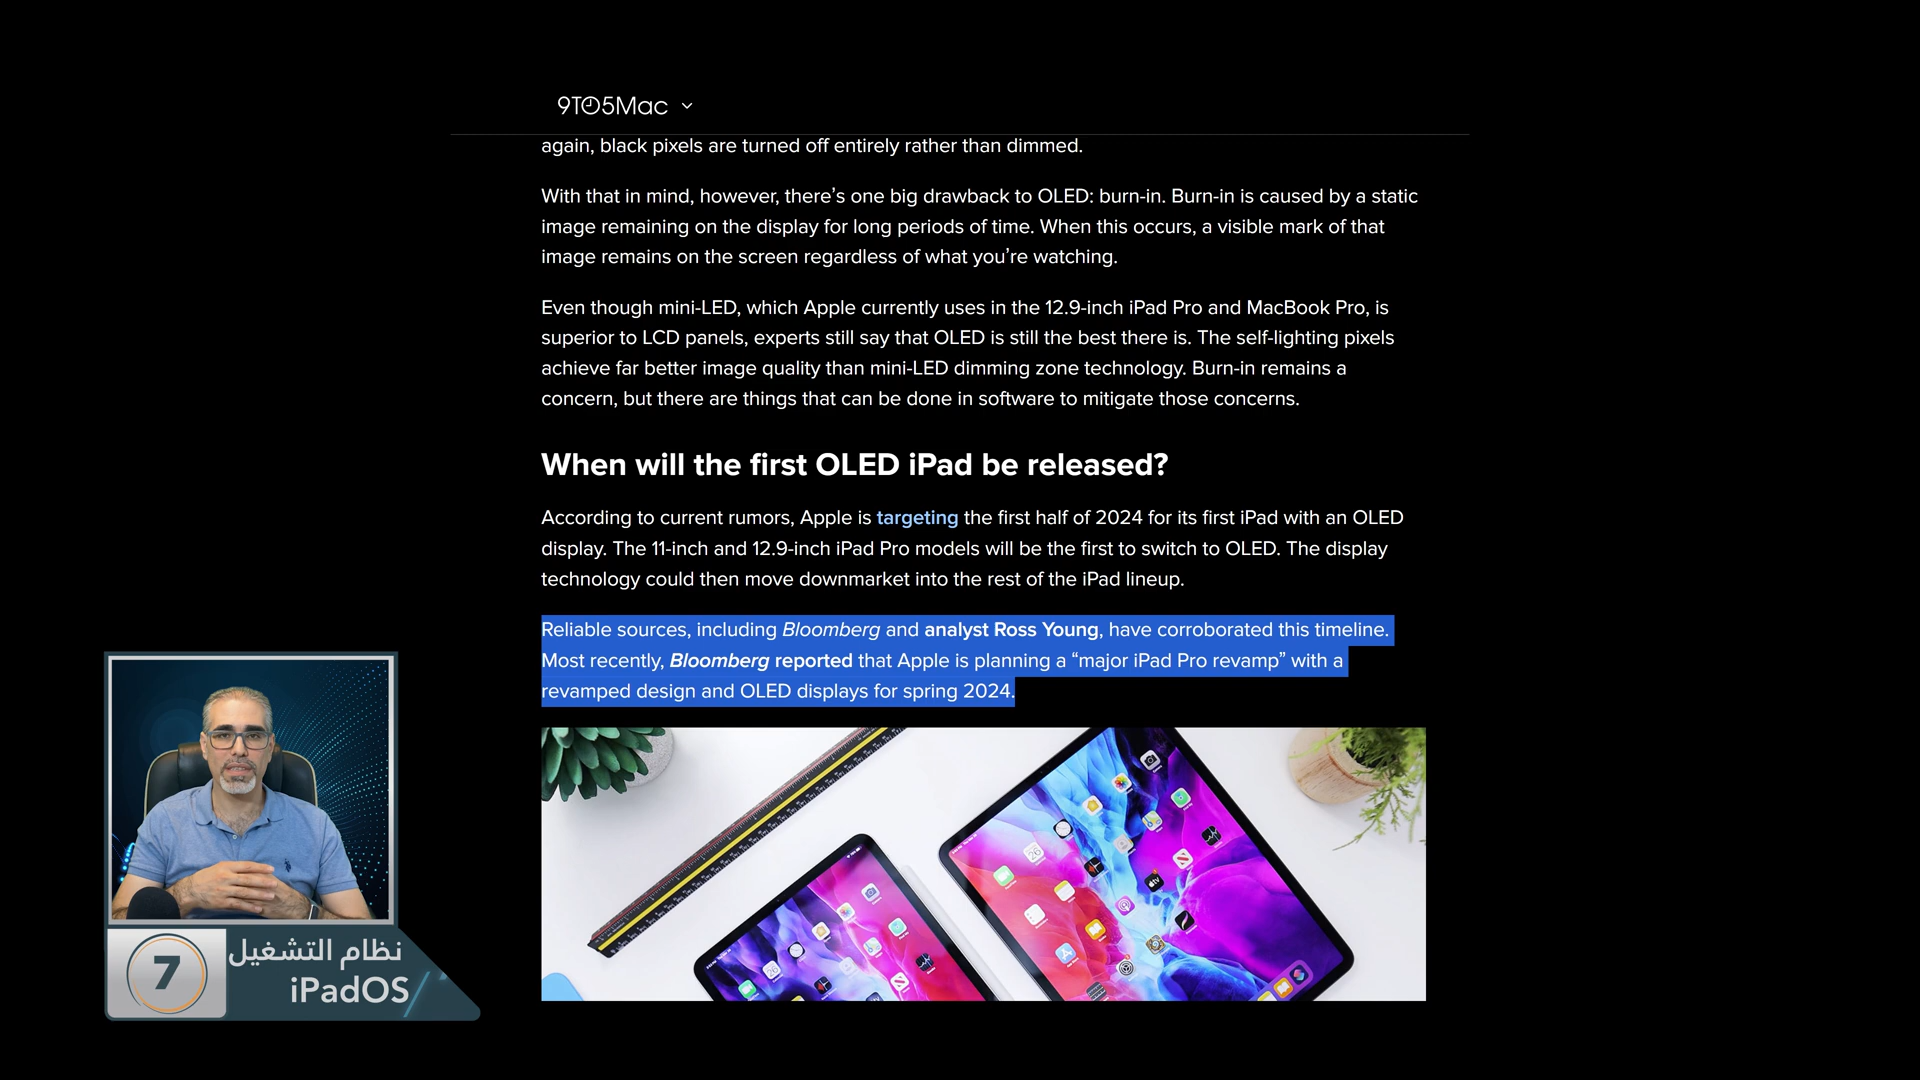 9TO5Mac
again, black pixels are turned off entirely rather than dimmed.
With that in mind, however, there’s one big drawback to OLED: burn-in. Burn-in is caused by a static
image remaining on the display for long periods of time. When this occurs, a visible mark of that
image remains on the screen regardless of what you’re watching.
Even though mini-LED, which Apple currently uses in the 12.9-inch iPad Pro and MacBook Pro, is
superior to LCD panels, experts still say that OLED is still the best there is. The self-lighting pixels
achieve far better image quality than mini-LED dimming zone technology. Burn-in remains a
concern, but there are things that can be done in software to mitigate those concerns.
When will the first OLED iPad be released?
According to current rumors, Apple is targeting the first half of 2024 for its first iPad with an OLED
display. The 11-inch and 12.9-inch iPad Pro models will be the first to switch to OLED. The display
technology could then move downmarket into the rest of the iPad lineup.
Reliable sources, including Bloomberg and analyst Ross Young, have corroborated this timeline.
Most recently, Bloomberg reported that Apple is planning a “major iPad Pro revamp” with a
revamped design and OLED displays for spring 2024.
7
نظام التشغيل
iPadOS